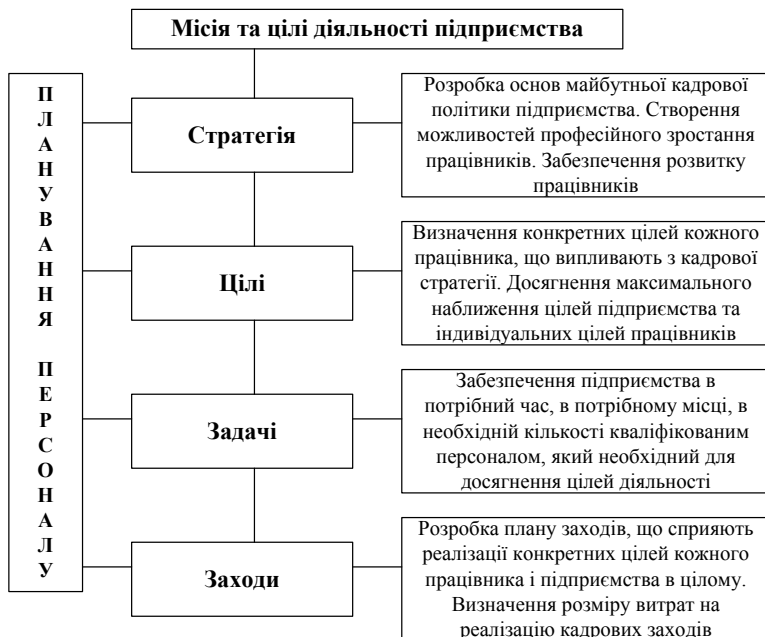 Місія та цілі діяльності підприємства
ПЛАНУВАННЯ ПЕРСОНАЛУ
Стратегія
Розробка основ майбутньої кадрової
політики підприємства. Створення
можливостей професійного зростання
працівників. Забезпечення розвитку
працівників
Цілі
Визначення конкретних цілей кожного
працівника, що випливають з кадрової
стратегії. Досягнення максимального
наближення цілей підприємства та
індивідуальних цілей працівників
Задачі
Забезпечення підприємства в
потрібний час, в потрібному місці, в
необхідній кількості кваліфікованим
персоналом, який необхідний для
досягнення цілей діяльності
Заходи
Розробка плану заходів, що сприяють
реалізації конкретних цілей кожного
працівника і підприємства в цілому.
Визначення розміру витрат на
реалізацію кадрових заходів